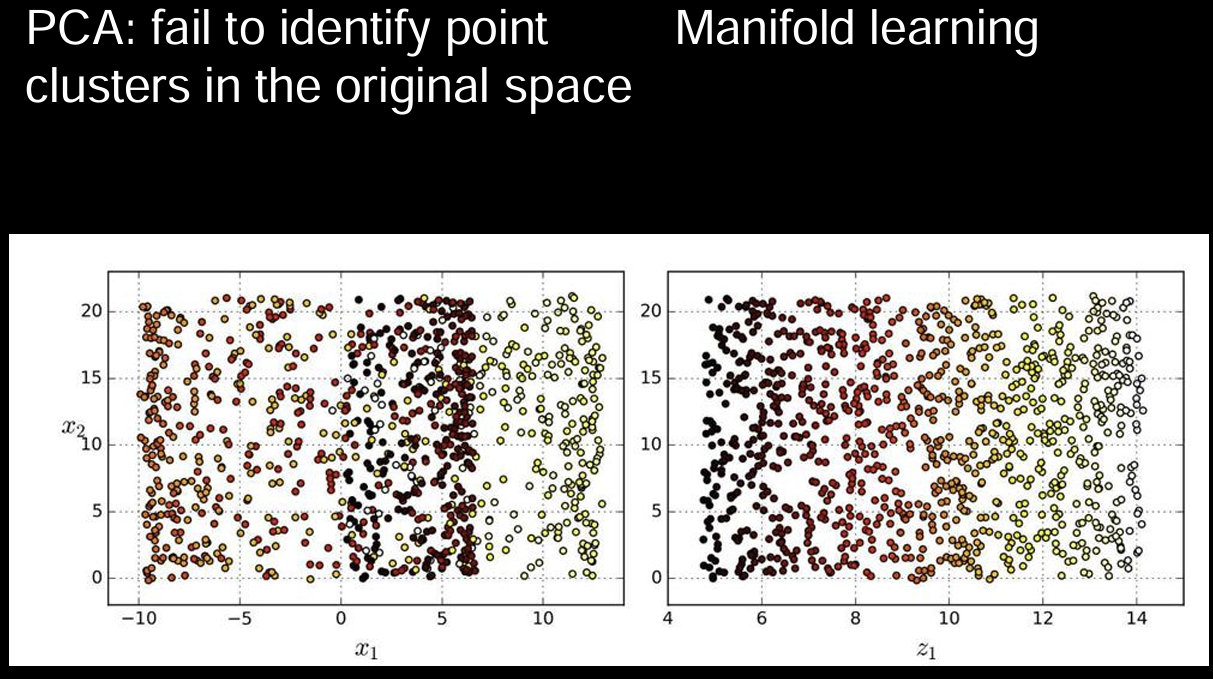 PCA: fail to identify point
clusters in the original space
Manifold learning
20
15
10
5
0
x2
−10 −5 0 5 10
x1
20
15
10
5
0
4 6 8 10 12 14
z1